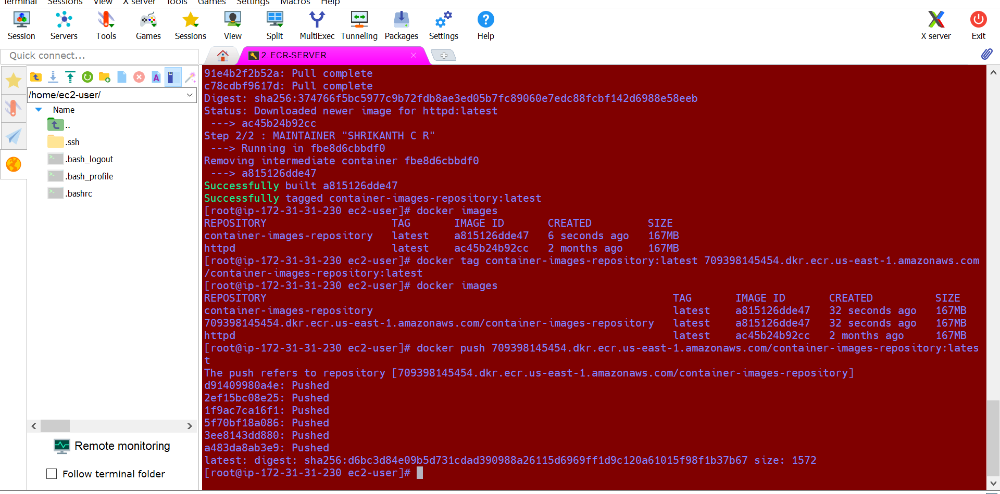 Terminal Sessions View X server Tools Games Settings Macros Help
Session Servers Tools Games Sessions View Split MultiExec Tunneling Packages Settings Help X server Exit
Quick connect...
2. ECR-SERVER
/home/ec2-user/
Name
..
.ssh
.bash_logout
.bash_profile
.bashrc
Remote monitoring
Follow terminal folder
91e4b2f2b52a: Pull complete
c78cdbf9617d: Pull complete
Digest: sha256:374766f5bc5977c9b72fdb8ae3ed05b7fc89060e7edc88fcbf142d6988e58eeb
Status: Downloaded newer image for httpd:latest
---> ac45b24b92cc
Step 2/2 : MAINTAINER "SHRIKANTH C R"
---> Running in fbe8d6cbbdf0
Removing intermediate container fbe8d6cbbdf0
---> a815126dde47
Successfully built a815126dde47
Successfully tagged container-images-repository:latest
[root@ip-172-31-31-230 ec2-user]# docker images
REPOSITORY TAG IMAGE ID CREATED SIZE
container-images-repository latest a815126dde47 6 seconds ago 167MB
httpd latest ac45b24b92cc 2 months ago 167MB
[root@ip-172-31-31-230 ec2-user]# docker tag container-images-repository:latest 709398145454.dkr.ecr.us-east-1.amazonaws.com
/container-images-repository:latest
[root@ip-172-31-31-230 ec2-user]# docker images
REPOSITORY TAG IMAGE ID CREATED SIZE
container-images-repository latest a815126dde47 32 seconds ago 167MB
709398145454.dkr.ecr.us-east-1.amazonaws.com/container-images-repository latest a815126dde47 32 seconds ago 167MB
httpd latest ac45b24b92cc 2 months ago 167MB
[root@ip-172-31-31-230 ec2-user]# docker push 709398145454.dkr.ecr.us-east-1.amazonaws.com/container-images-repository:lates
t
The push refers to repository [709398145454.dkr.ecr.us-east-1.amazonaws.com/container-images-repository]
d91409980a4e: Pushed
2ef15bc08e25: Pushed
1f9ac7ca16f1: Pushed
5f70bf18a086: Pushed
3ee8143dd880: Pushed
a483da8ab3e9: Pushed
latest: digest: sha256:d6bc3d84e09b5d731cdad390988a26115d6969ff1d9c120a61015f98f1b37b67 size: 1572
[root@ip-172-31-31-230 ec2-user]#